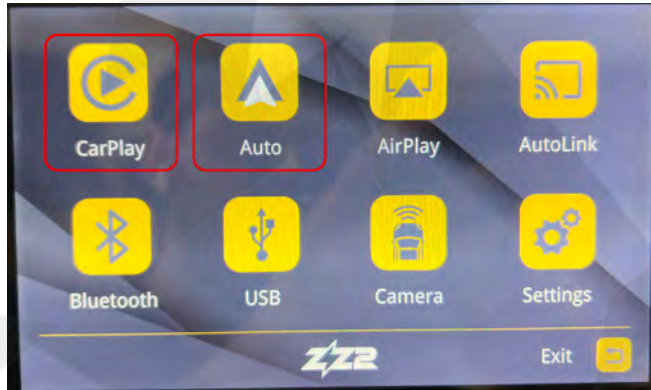 CarPlay Auto AirPlay AutoLink
Bluetooth USB Camera Settings
ZZ2 Exit